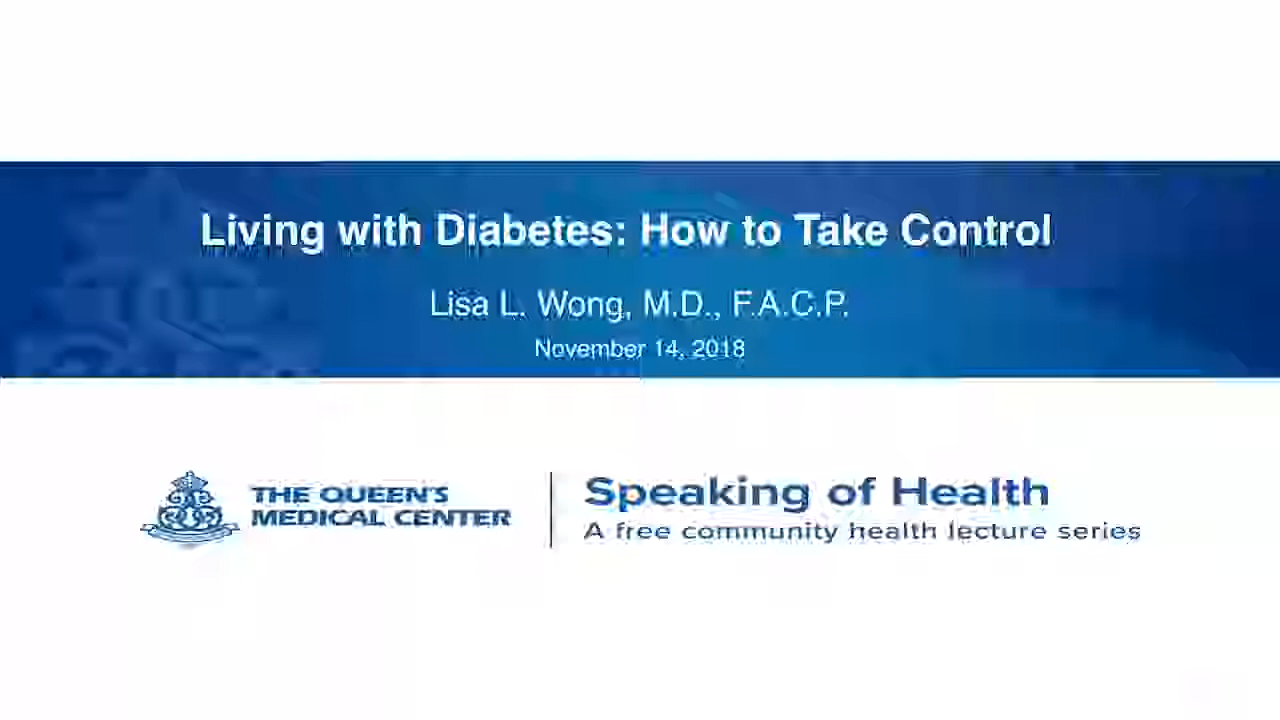 Living with Diabetes: How to Take Control
Lisa L. Wong, M.D., F.A.C.P.
November 14, 2018
THE QUEEN'S
MEDICAL CENTER
Speaking of Health
A free community health lecture series